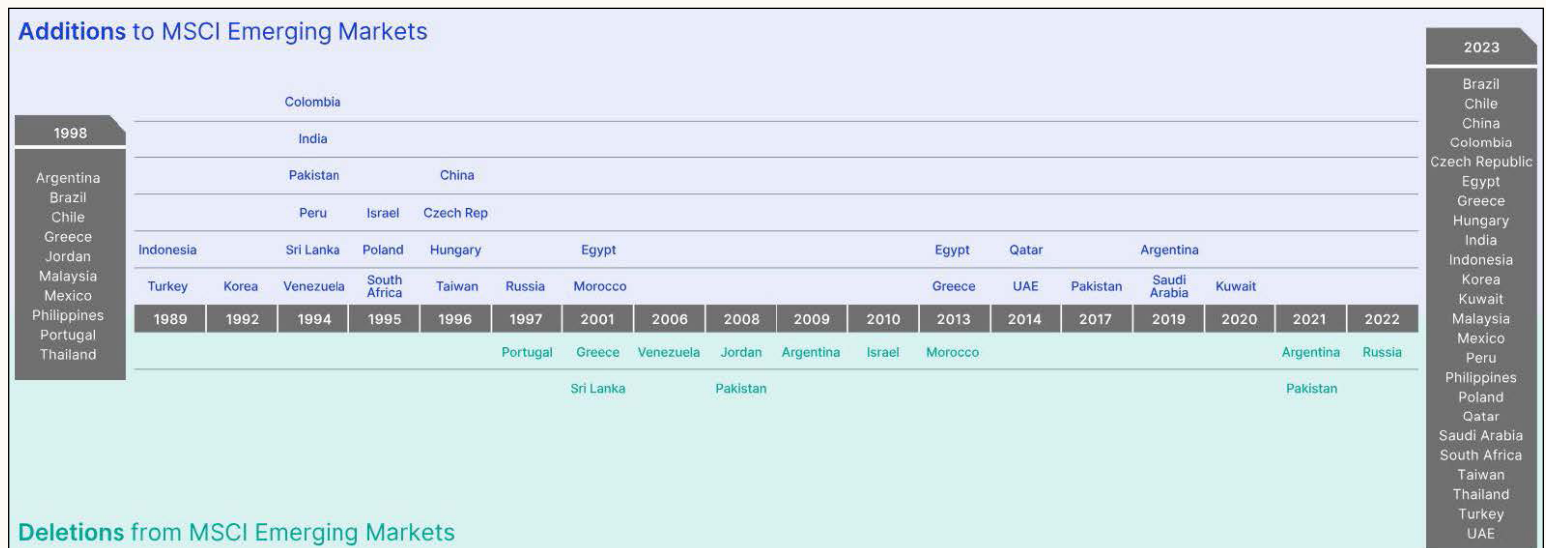 Additions to MSCI Emerging Markets
1998
Argentina
Brazil
Chile
Greece
Jordan
Malaysia
Mexico
Philippines
Portugal
Thailand
Colombia
India
Pakistan China
Peru Israel Czech Rep
Indonesia Sri Lanka Poland Hungary Egypt Egypt Qatar Argentina
Turkey Korea Venezuela South Africa Taiwan Russia Morocco Greece UAE Pakistan Saudi Arabia Kuwait
1989 1992 1994 1995 1996 1997 2001 2006 2008 2009 2010 2013 2014 2017 2019 2020 2021 2022
Portugal Greece Venezuela Jordan Argentina Israel Morocco Argentina Russia
Sri Lanka Pakistan Pakistan
2023
Brazil
Chile
China
Colombia
Czech Republic
Egypt
Greece
Hungary
India
Indonesia
Korea
Kuwait
Malaysia
Mexico
Peru
Philippines
Poland
Qatar
Saudi Arabia
South Africa
Taiwan
Thailand
Turkey
UAE
Deletions from MSCI Emerging Markets